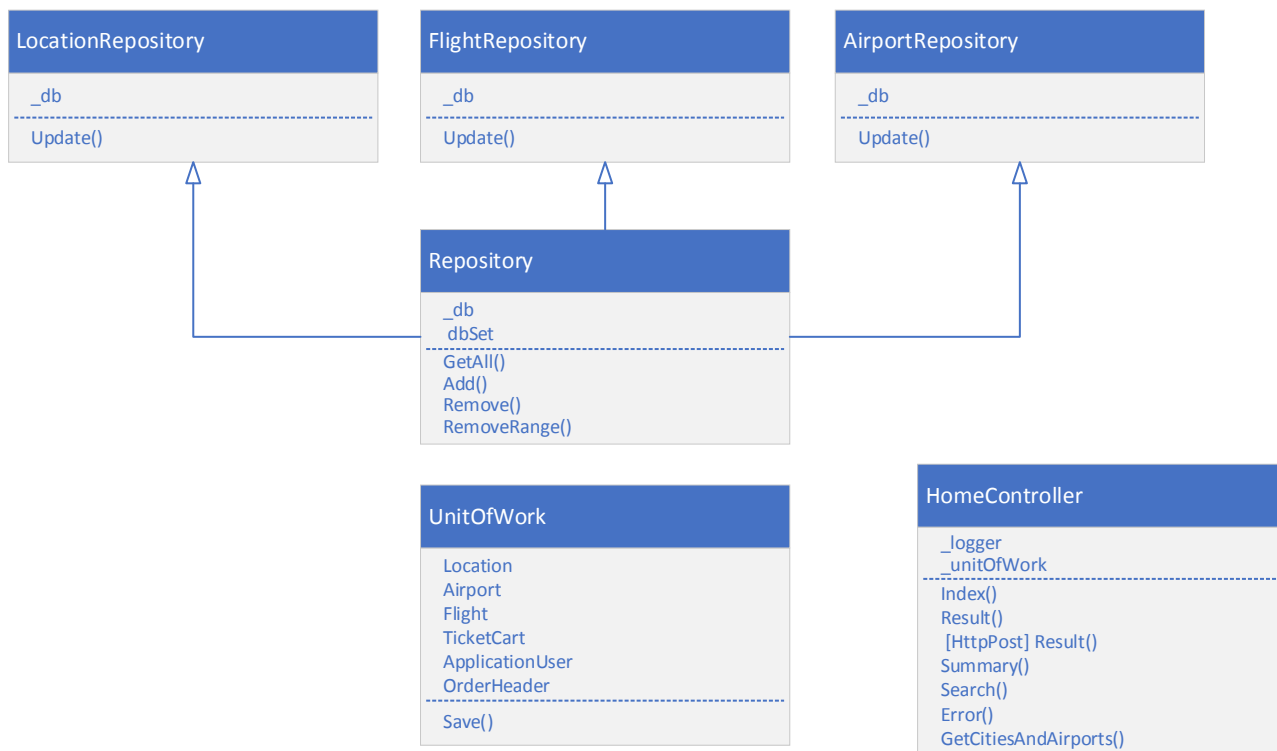 LocationRepository
_db
Update()
FlightRepository
_db
Update()
AirportRepository
_db
Update()
Repository
_db
dbSet
GetAll()
Add()
Remove()
RemoveRange()
UnitOfWork
Location
Airport
Flight
TicketCart
ApplicationUser
OrderHeader
Save()
HomeController
_logger
_unitOfWork
Index()
Result()
[HttpPost] Result()
Summary()
Search()
Error()
GetCitiesAndAirports()